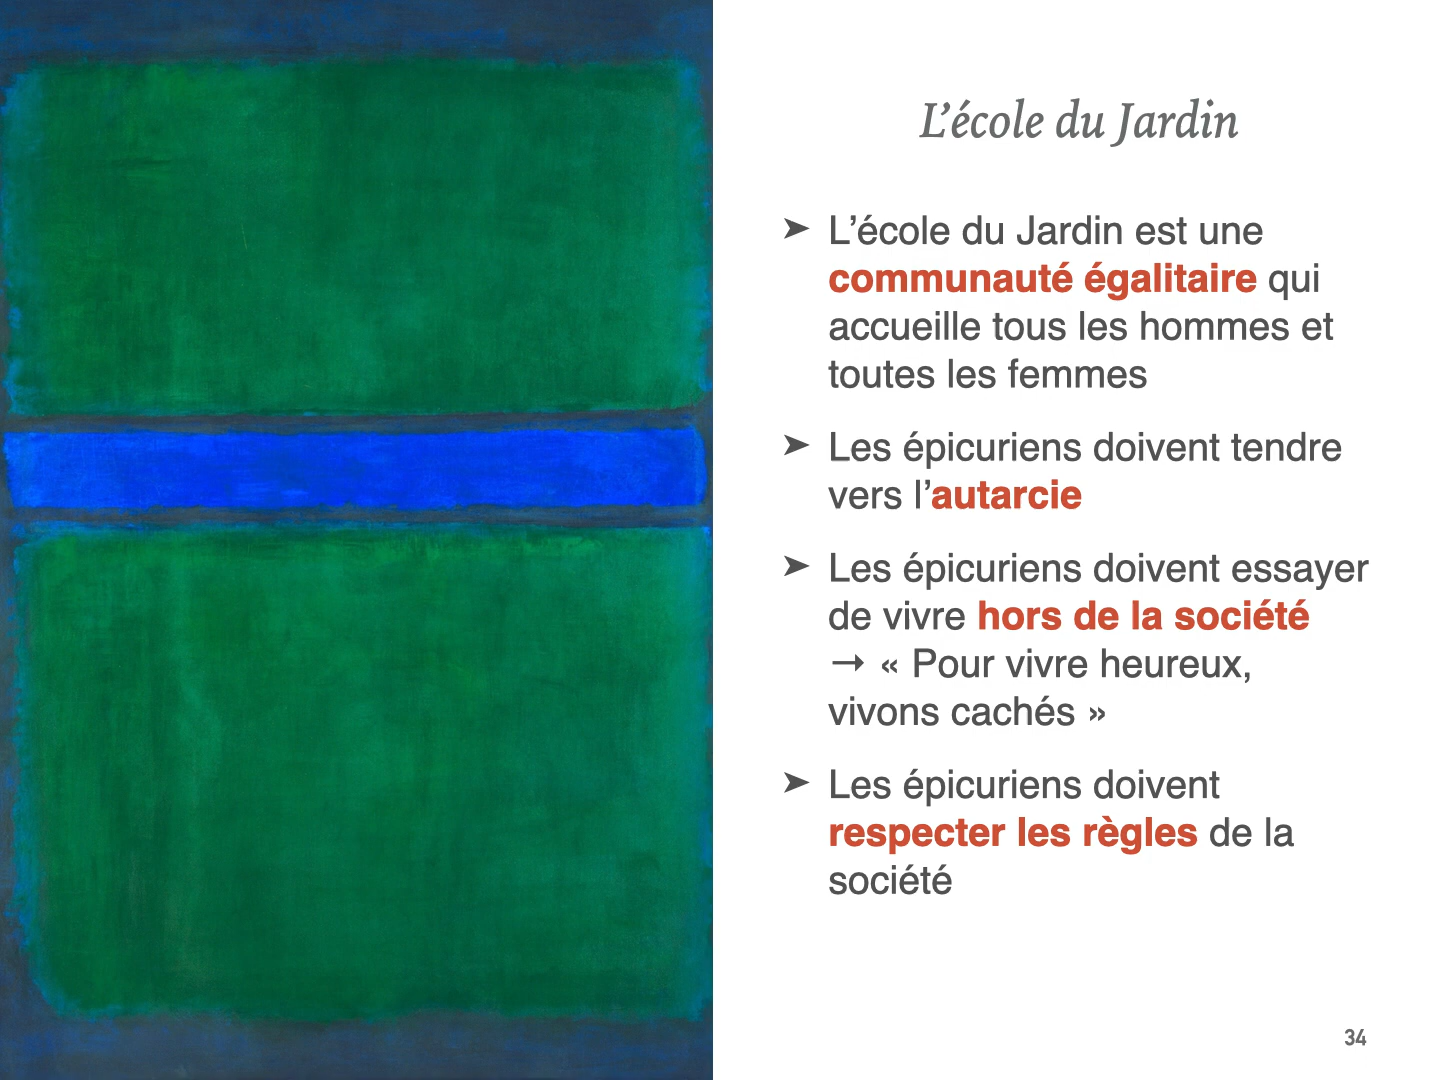 L’école du Jardin
➤ L’école du Jardin est une
communauté égalitaire qui
accueille tous les hommes et
toutes les femmes
➤ Les épicuriens doivent tendre
vers l’autarcie
➤ Les épicuriens doivent essayer
de vivre hors de la société
→ « Pour vivre heureux,
vivons cachés »
➤ Les épicuriens doivent
respecter les règles de la
société
34